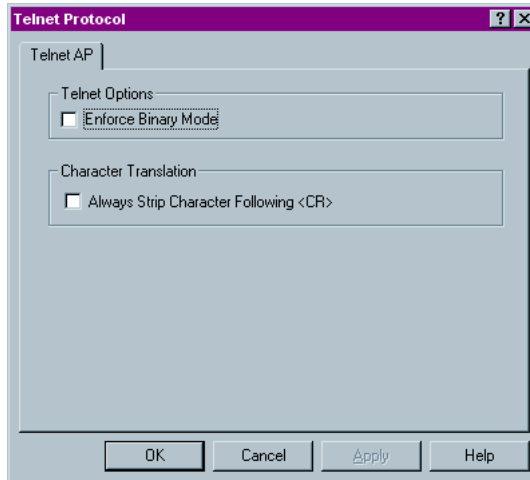 Telnet Protocol
Telnet AP
Telnet Options
Enforce Binary Mode
Character Translation
Always Strip Character Following <CR>
OK Cancel Apply Help